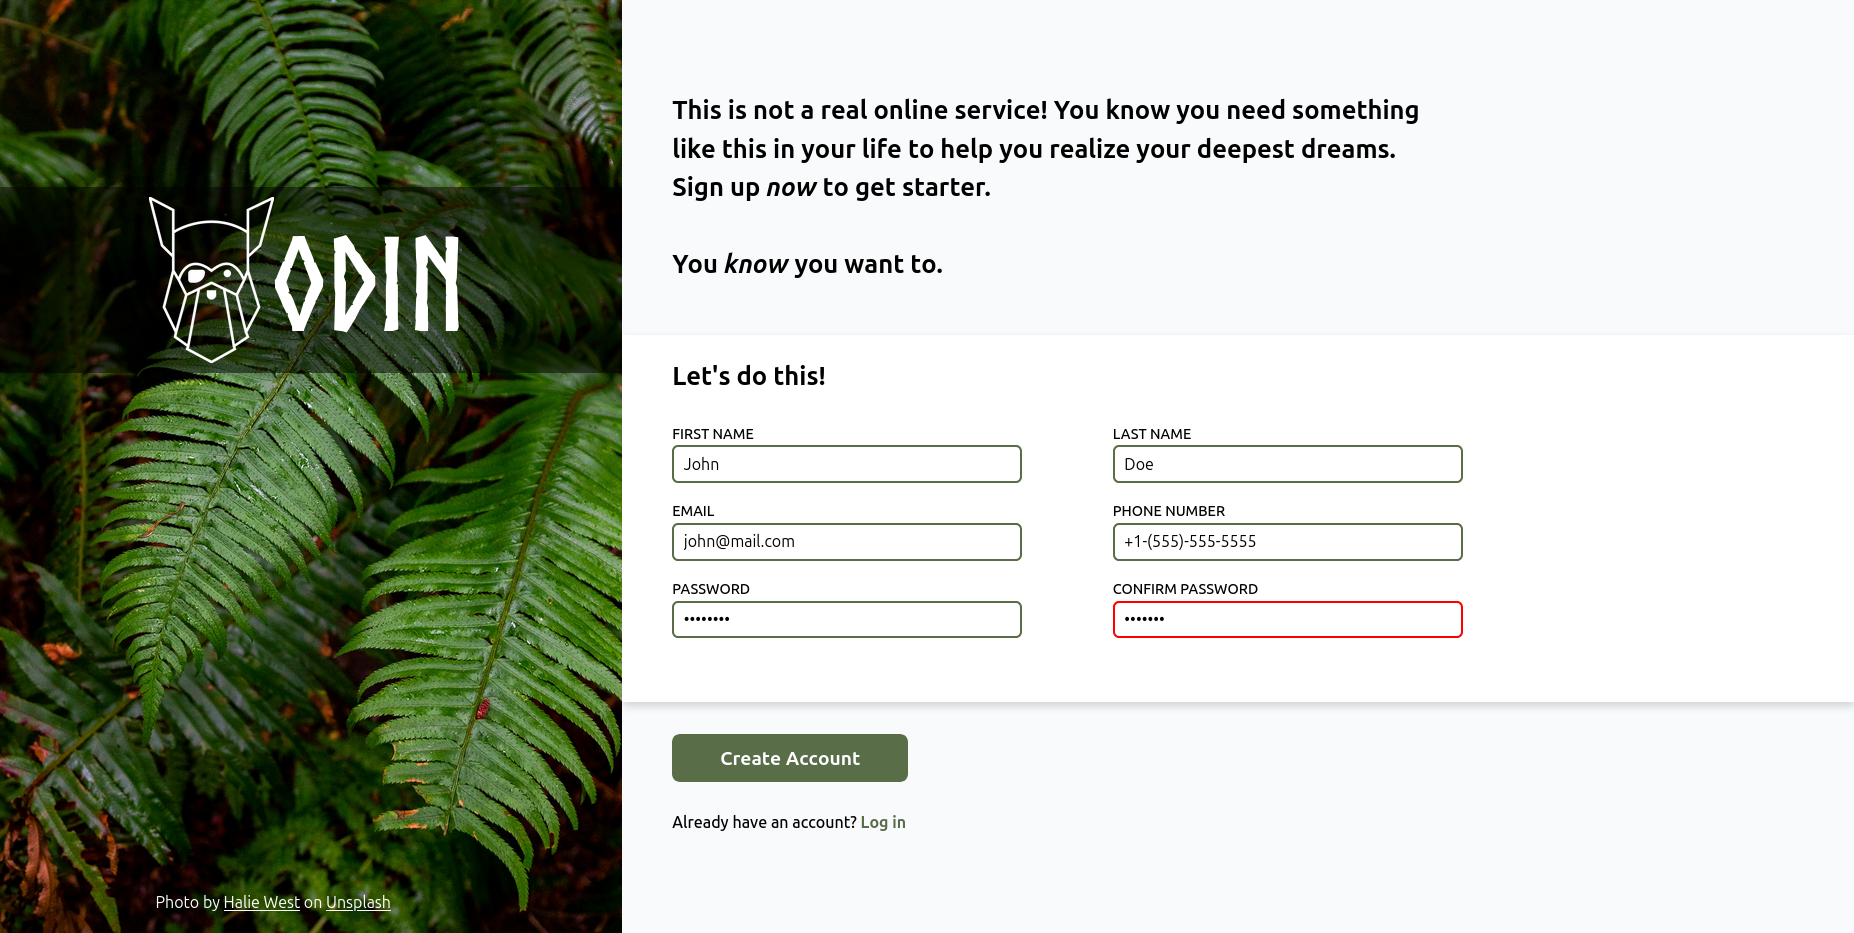 ODIN
Photo by Halie West on Unsplash
This is not a real online service! You know you need something
like this in your life to help you realize your deepest dreams.
Sign up now to get starter.
You know you want to.
Let's do this!
FIRST NAME
John
LAST NAME
Doe
EMAIL
john@mail.com
PHONE NUMBER
+1-(555)-555-5555
PASSWORD
••••••••
CONFIRM PASSWORD
•••••••
Create Account
Already have an account? Log in